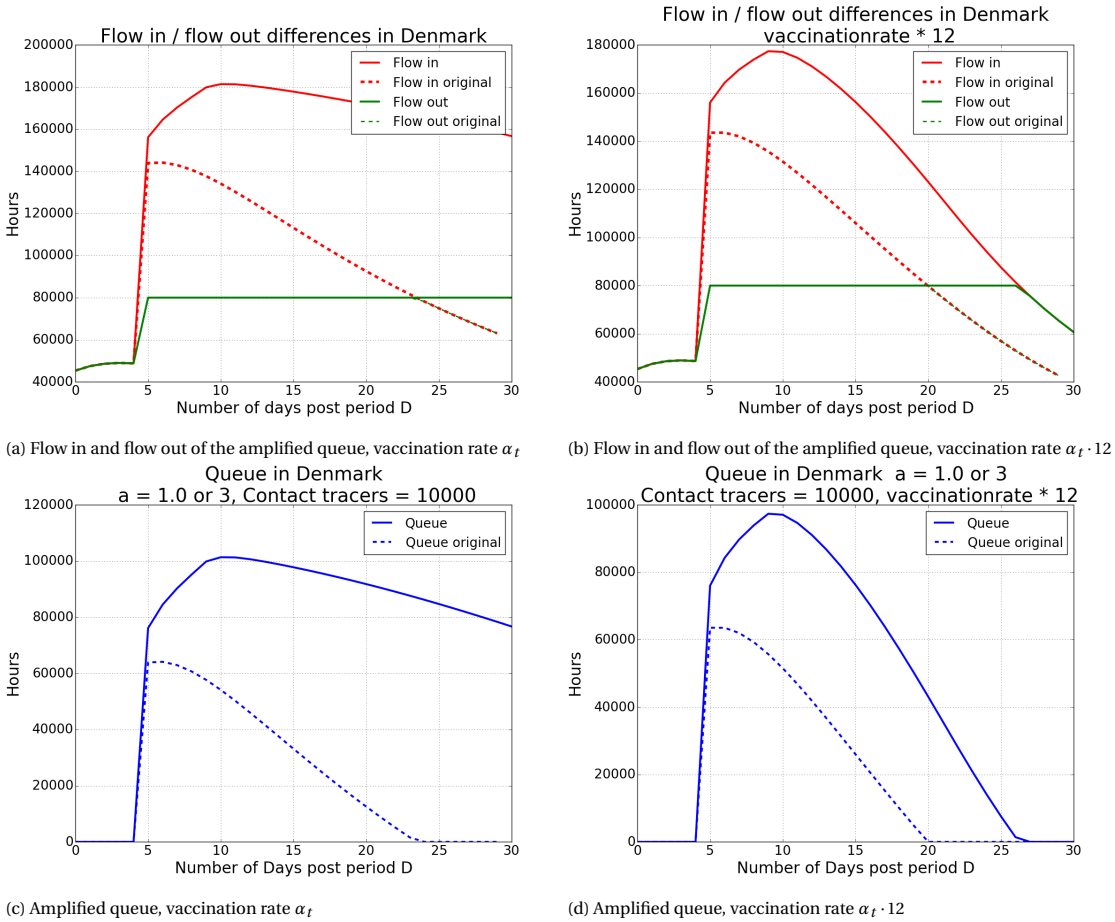 Flow in / flow out differences in Denmark
200000
180000
160000
140000
120000
100000
80000
60000
40000
Hours
Flow in
Flow in original
Flow out
Flow out original
0 5 10 15 20 25 30
Number of days post period D
(a) Flow in and flow out of the amplified queue, vaccination rate αt
Flow in / flow out differences in Denmark
vaccinationrate * 12
180000
160000
140000
120000
100000
80000
60000
40000
Hours
Flow in
Flow in original
Flow out
Flow out original
0 5 10 15 20 25 30
Number of days post period D
(b) Flow in and flow out of the amplified queue, vaccination rate αt · 12
Queue in Denmark
a = 1.0 or 3, Contact tracers = 10000
120000
100000
80000
60000
40000
20000
0
Hours
Queue
Queue original
0 5 10 15 20 25 30
Number of Days post period D
(c) Amplified queue, vaccination rate αt
Queue in Denmark a = 1.0 or 3
Contact tracers = 10000, vaccinationrate * 12
100000
80000
60000
40000
20000
0
Hours
Queue
Queue original
0 5 10 15 20 25 30
Number of Days post period D
(d) Amplified queue, vaccination rate αt · 12